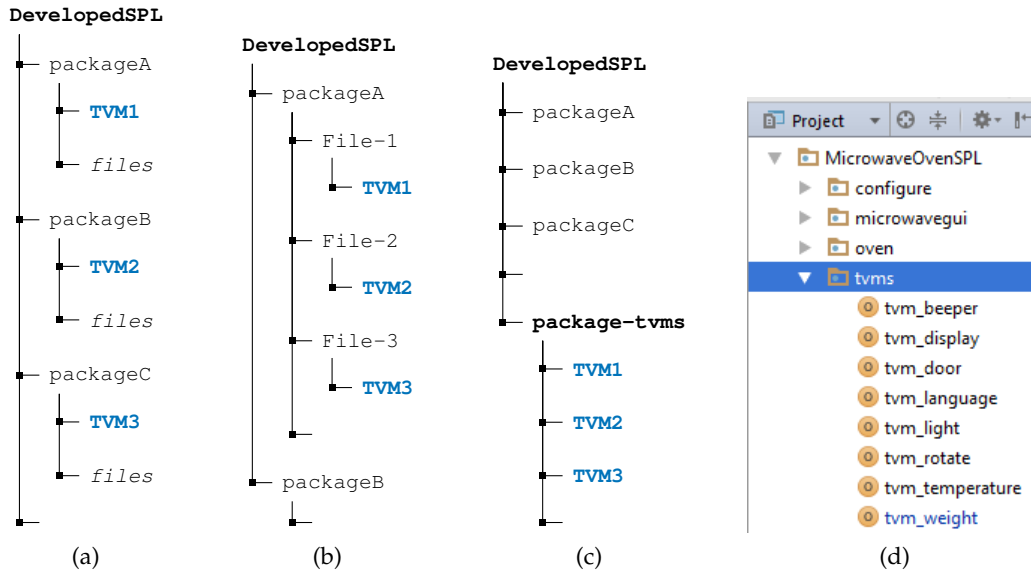 DevelopedSPL
packageA
TVM1
files
packageB
TVM2
files
packageC
TVM3
files
(a)
DevelopedSPL
packageA
File-1
TVM1
File-2
TVM2
File-3
TVM3
packageB
(b)
DevelopedSPL
packageA
packageB
packageC
package-tvms
TVM1
TVM2
TVM3
(c)
Project
MicrowaveOvenSPL
configure
microwavegui
oven
tvms
tvm_beeper
tvm_display
tvm_door
tvm_language
tvm_light
tvm_rotate
tvm_temperature
tvm_weight
(d)